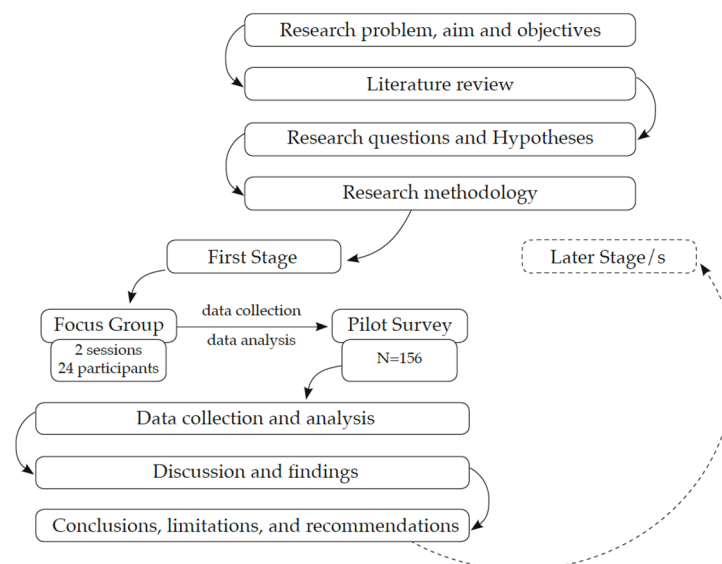 Research problem, aim and objectives
Literature review
Research questions and Hypotheses
Research methodology
First Stage
Later Stage/s
Focus Group
data collection
data analysis
Pilot Survey
2 sessions
24 participants
N=156
Data collection and analysis
Discussion and findings
Conclusions, limitations, and recommendations